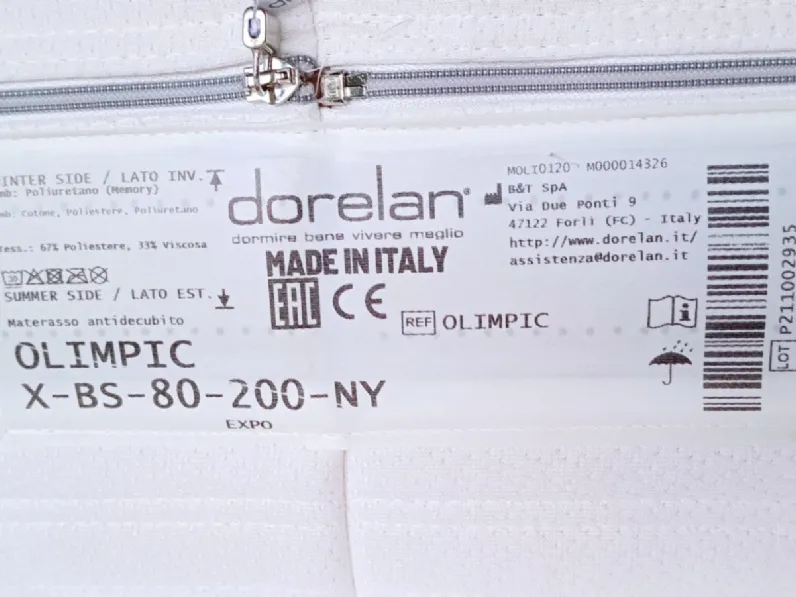 INTER SIDE / LATO INV.
mb: Poliuretano (Memory)
mb: Cotone, Poliestere, Poliuretano
Tess.: 67% Poliestere, 33% Viscosa
SUMMER SIDE / LATO EST.
Materasso antidecubito
OLIMPIC
X-BS-80-200-NY
EXPO
dorelan®
dormire bene vivere meglio
MADE IN ITALY
EAC CE
REF OLIMPIC
MOLI0120 M000014326
B&T SpA
Via Due Ponti 9
47122 Forlì (FC) - Italy
http://www.dorelan.it/
assistenza@dorelan.it
LOT P211002935